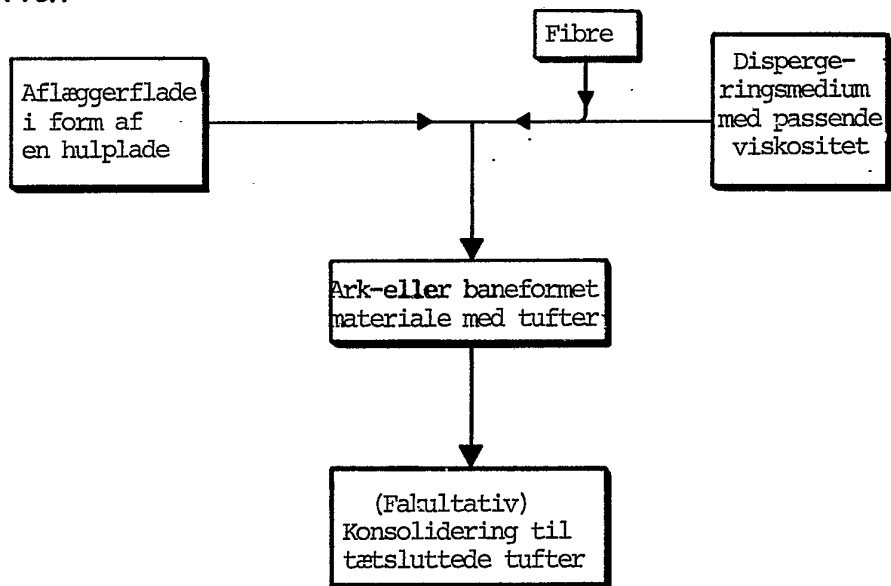 Fibre
Aflæggerflade
i form af
en hulplade
Disperge-
ringsmedium
med passende
viskositet
Ark-eller baneformet
materiale med tufter
(Fakultativ)
Konsolidering til
tætsluttede tufter